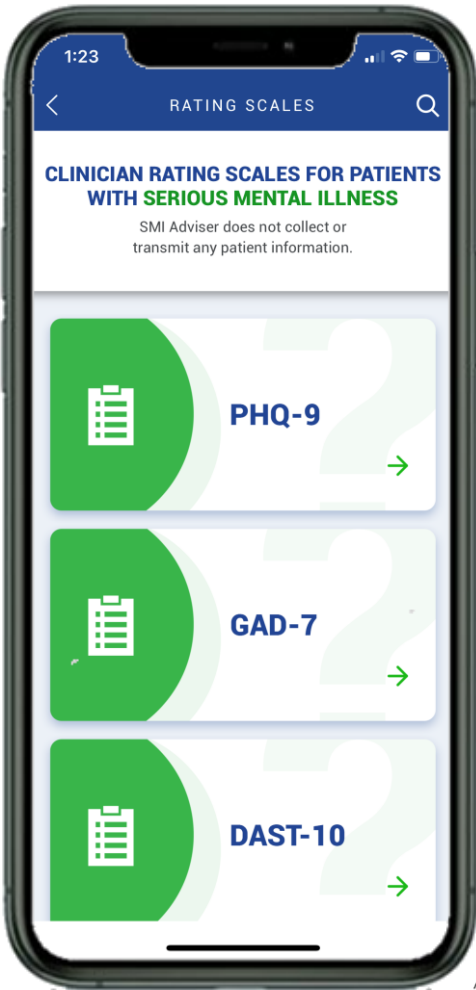 1:23
RATING SCALES
CLINICIAN RATING SCALES FOR PATIENTS
WITH SERIOUS MENTAL ILLNESS
SMI Adviser does not collect or
transmit any patient information.
PHQ-9
GAD-7
DAST-10